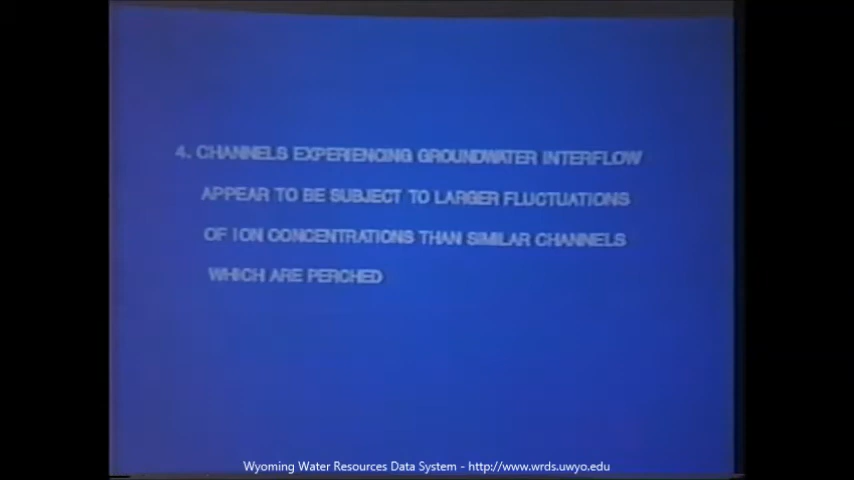 4. CHANNELS EXPERIENCING GROUNDWATER INTERFLOW
APPEAR TO BE SUBJECT TO LARGER FLUCTUATIONS
OF ION CONCENTRATIONS THAN SIMILAR CHANNELS
WHICH ARE PERCHED
Wyoming Water Resources Data System - http://www.wrds.uwyo.edu